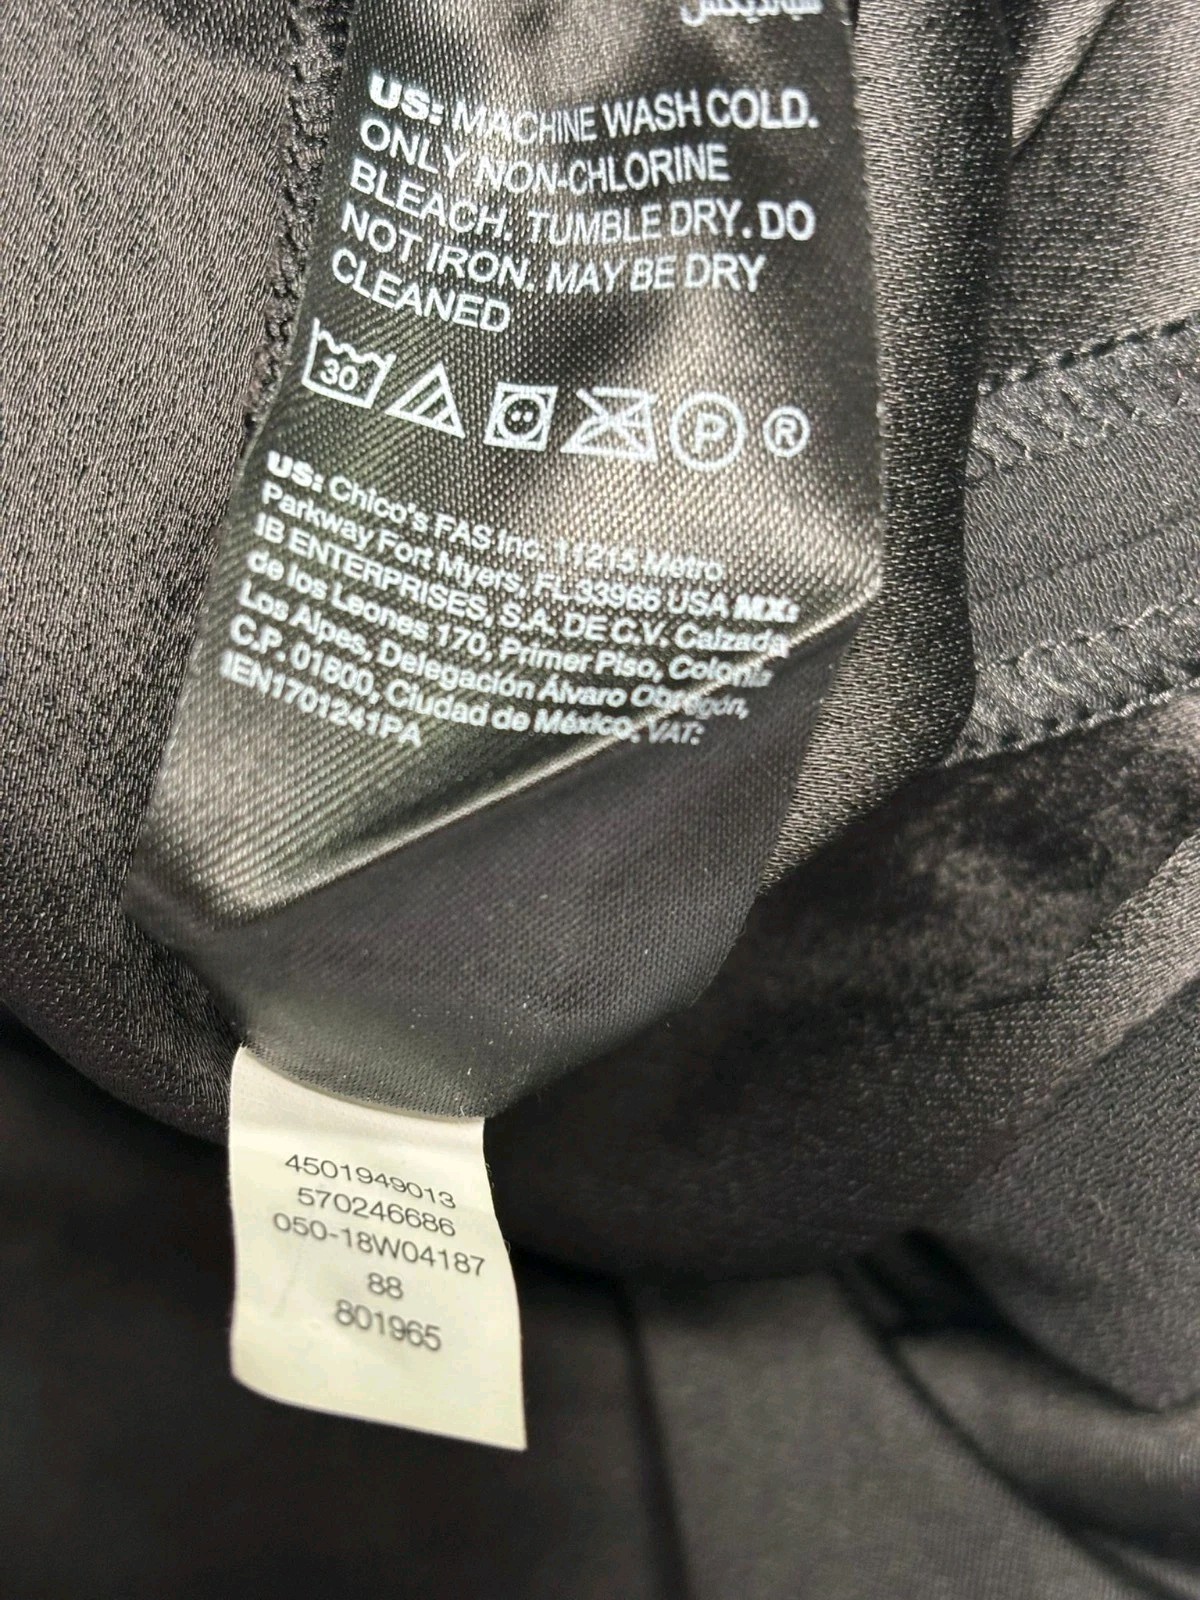 US: MACHINE WASH COLD.
ONLY NON-CHLORINE
BLEACH. TUMBLE DRY. DO
NOT IRON. MAY BE DRY
CLEANED
30 P ®
US: Chico's FAS Inc. 11215 Metro
Parkway Fort Myers, FL 33966 USA MX:
IB ENTERPRISES, S.A. DE C.V. Calzada
de los Leones 170, Primer Piso, Colonia
Los Alpes, Delegación Álvaro Obregón,
C.P. 01800, Ciudad de México. VAT:
IEN1701241PA
4501949013
570246686
050-18W04187
88
801965